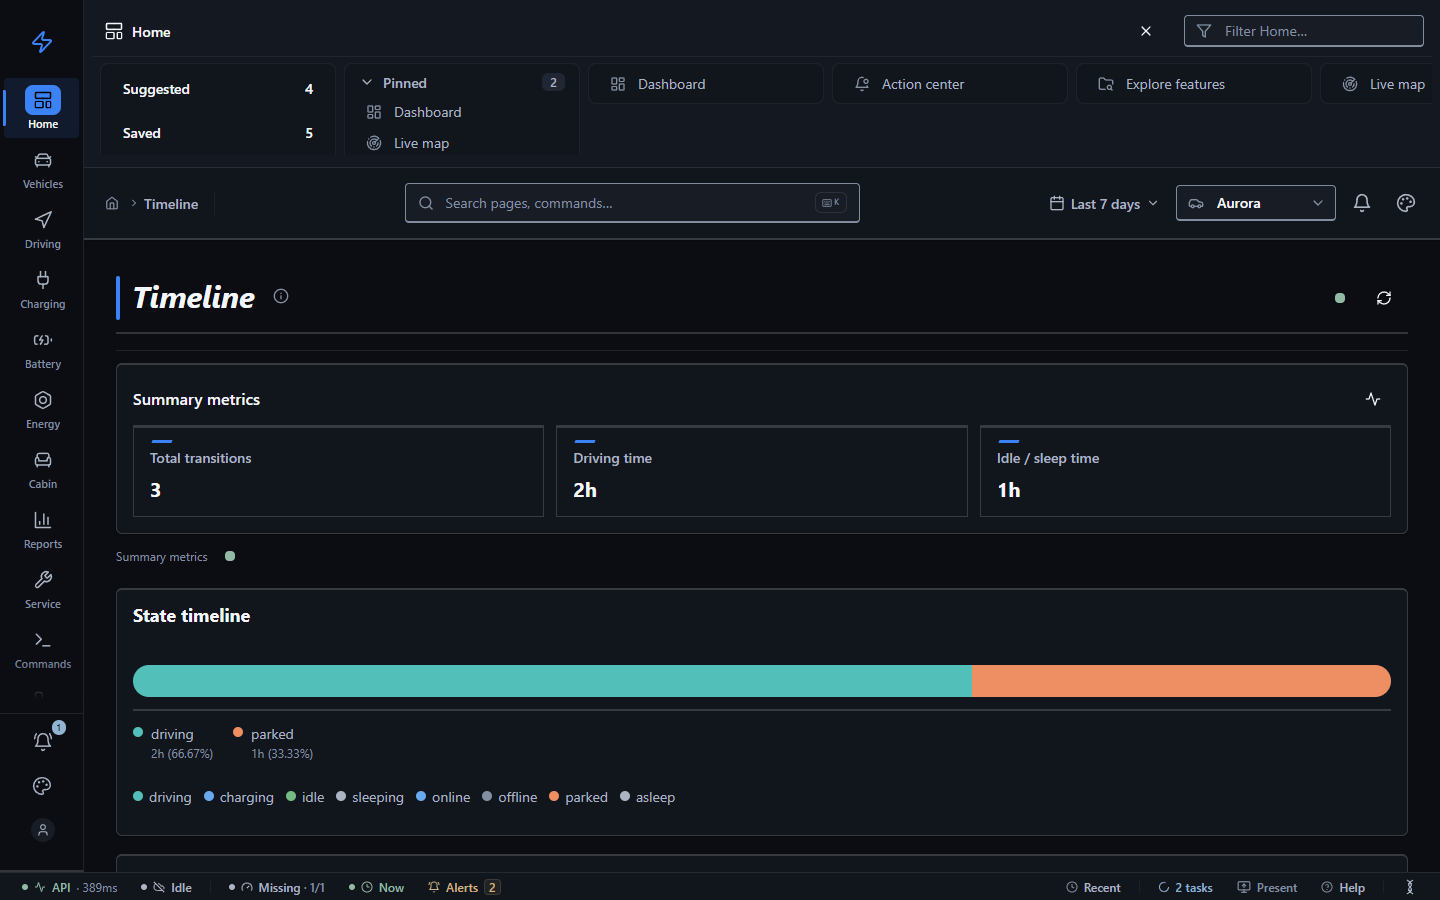 Home
Filter Home...
Home
Vehicles
Driving
Charging
Battery
Energy
Cabin
Reports
Service
Commands
1
Suggested 4
Saved 5
Pinned 2
Dashboard
Live map
Dashboard
Action center
Explore features
Live map
Timeline
Search pages, commands...
K
Last 7 days
Aurora
Timeline
Summary metrics
Total transitions
3
Driving time
2h
Idle / sleep time
1h
Summary metrics
State timeline
driving
2h (66.67%)
parked
1h (33.33%)
driving charging idle sleeping online offline parked asleep
API · 389ms Idle Missing · 1/1 Now Alerts 2 Recent 2 tasks Present Help